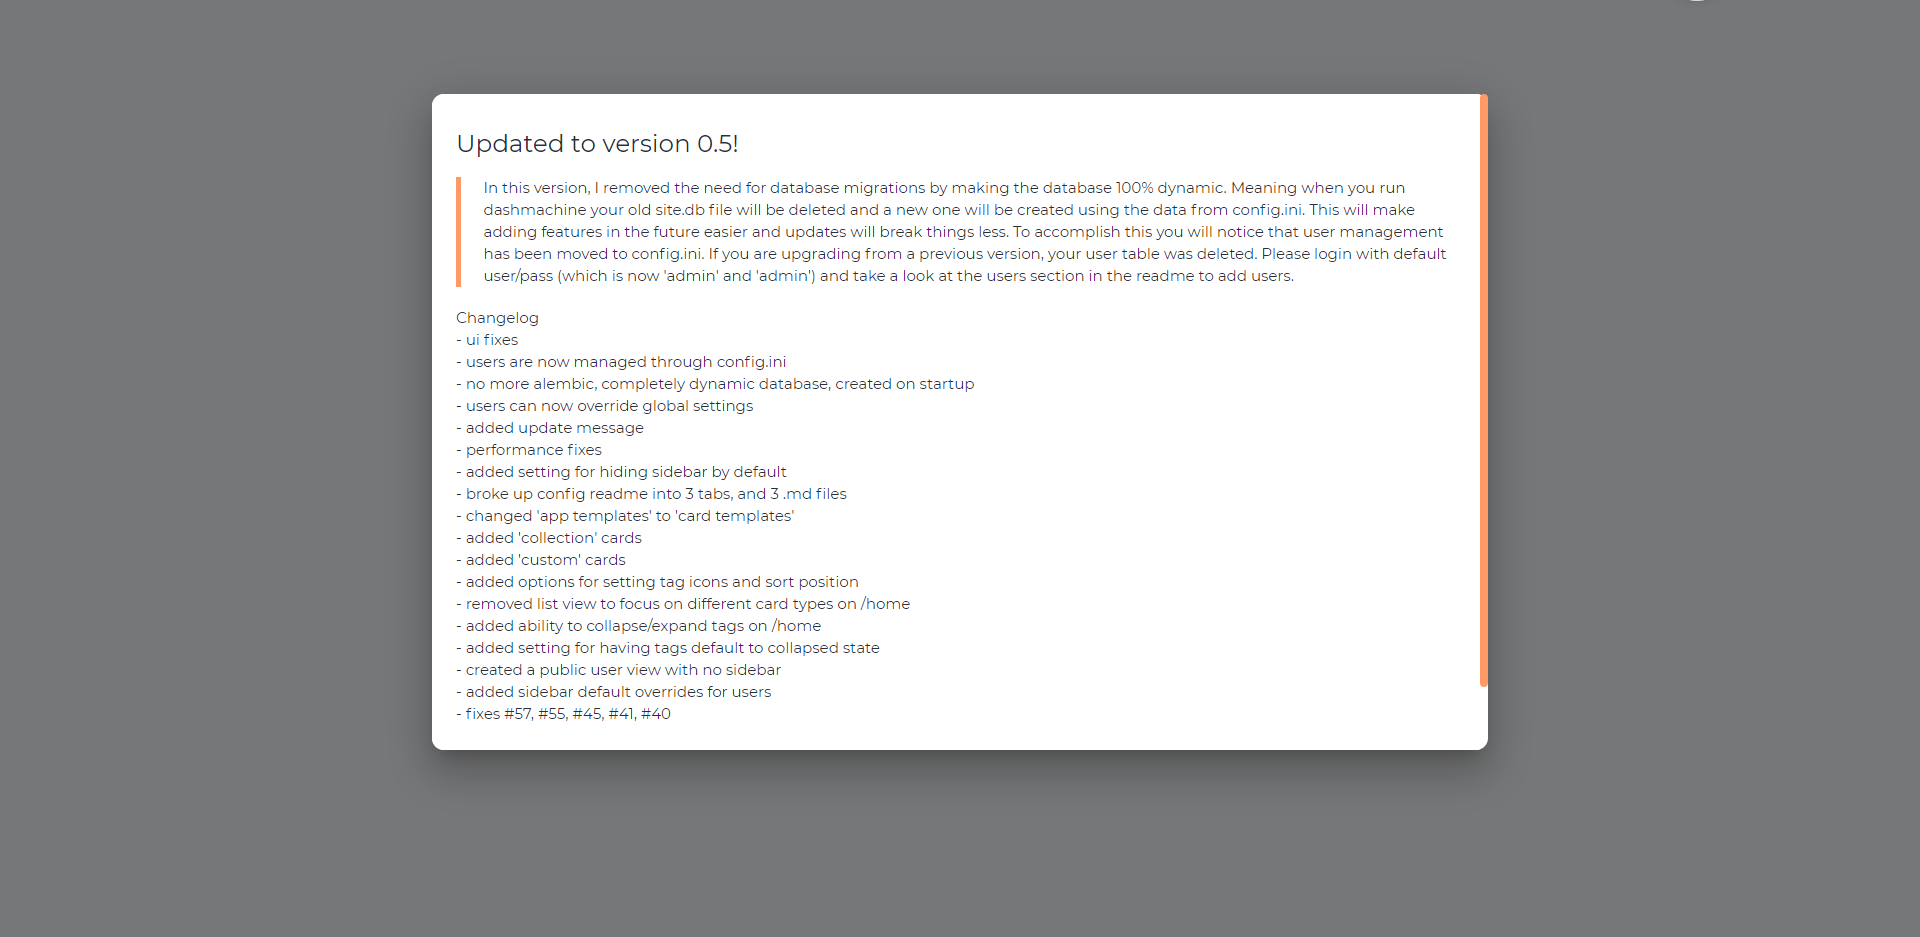 Updated to version 0.5!
In this version, I removed the need for database migrations by making the database 100% dynamic. Meaning when you run
dashmachine your old site.db file will be deleted and a new one will be created using the data from config.ini. This will make
adding features in the future easier and updates will break things less. To accomplish this you will notice that user management
has been moved to config.ini. If you are upgrading from a previous version, your user table was deleted. Please login with default
user/pass (which is now 'admin' and 'admin') and take a look at the users section in the readme to add users.
Changelog
- ui fixes
- users are now managed through config.ini
- no more alembic, completely dynamic database, created on startup
- users can now override global settings
- added update message
- performance fixes
- added setting for hiding sidebar by default
- broke up config readme into 3 tabs, and 3 .md files
- changed 'app templates' to 'card templates'
- added 'collection' cards
- added 'custom' cards
- added options for setting tag icons and sort position
- removed list view to focus on different card types on /home
- added ability to collapse/expand tags on /home
- added setting for having tags default to collapsed state
- created a public user view with no sidebar
- added sidebar default overrides for users
- fixes #57, #55, #45, #41, #40